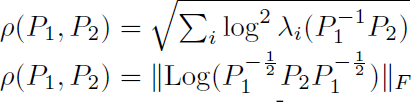 ρ(P₁, P₂) = √(∑ᵢ log² λᵢ(P₁⁻¹P₂))
ρ(P₁, P₂) = ‖Log(P₁^{-1/2} P₂ P₁^{-1/2})‖_F